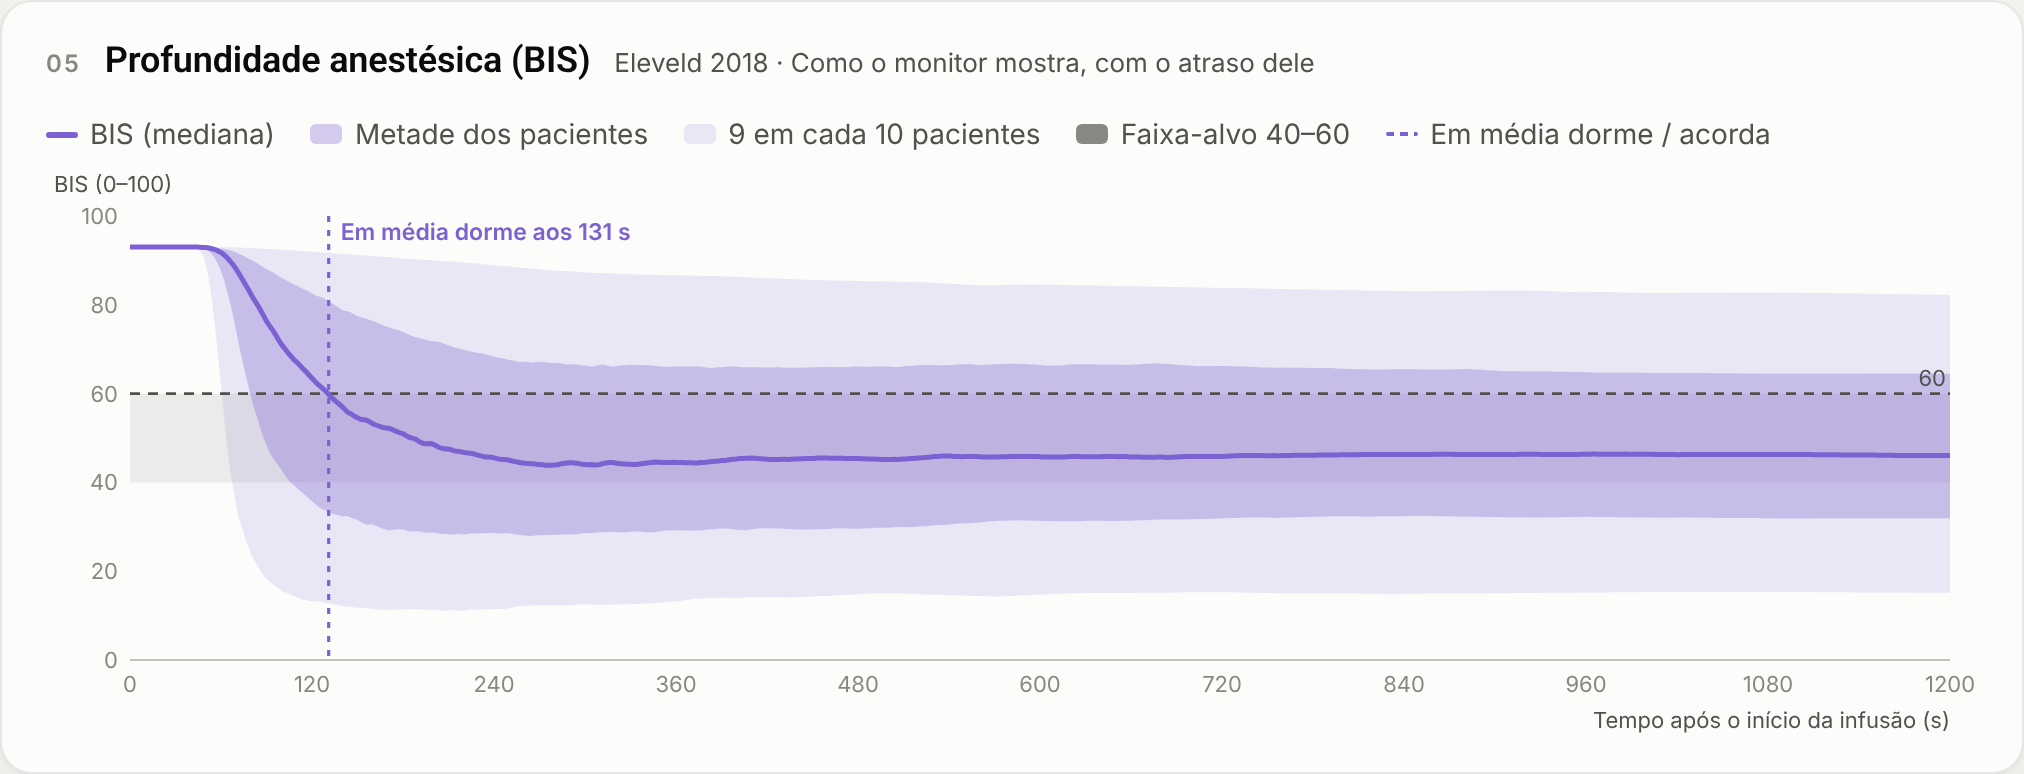 05 Profundidade anestésica (BIS) Eleveld 2018 · Como o monitor mostra, com o atraso dele
BIS (mediana) Metade dos pacientes 9 em cada 10 pacientes Faixa-alvo 40–60 Em média dorme / acorda
BIS (0–100)
100
Em média dorme aos 131 s
80
60
60
40
20
0
0 120 240 360 480 600 720 840 960 1080 1200
Tempo após o início da infusão (s)